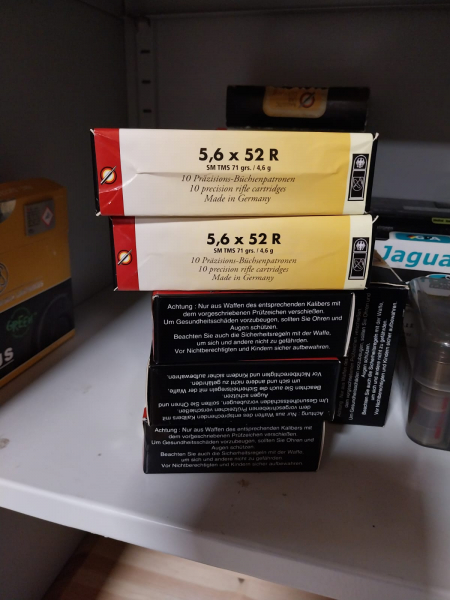 5,6 x 52 R
SM TMS 71 grs. / 4,6 g
10 Präzisions-Büchsenpatronen
10 precision rifle cartridges
Made in Germany
5,6 x 52 R
SM TMS 71 grs. / 4,6 g
10 Präzisions-Büchsenpatronen
10 precision rifle cartridges
Made in Germany
Achtung : Nur aus Waffen des entsprechenden Kalibers mit
dem vorgeschriebenen Prüfzeichen verschießen.
Um Gesundheitsschäden vorzubeugen, sollten Sie Ohren und
Augen schützen.
Beachten Sie auch die Sicherheitsregeln mit der Waffe,
um sich und andere nicht zu gefährden.
Vor Nichtberechtigten und Kindern sicher aufbewahren.
Achtung : Nur aus Waffen des entsprechenden Kalibers mit
dem vorgeschriebenen Prüfzeichen verschießen.
Um Gesundheitsschäden vorzubeugen, sollten Sie Ohren und
Augen schützen.
Beachten Sie auch die Sicherheitsregeln mit der Waffe,
um sich und andere nicht zu gefährden.
Vor Nichtberechtigten und Kindern sicher aufbewahren.
Achtung : Nur aus Waffen des entsprechenden Kalibers mit
dem vorgeschriebenen Prüfzeichen verschießen.
Um Gesundheitsschäden vorzubeugen, sollten Sie Ohren und
Augen schützen.
Beachten Sie auch die Sicherheitsregeln mit der Waffe,
um sich und andere nicht zu gefährden.
Vor Nichtberechtigten und Kindern sicher aufbewahren.
Jagua
GREEN